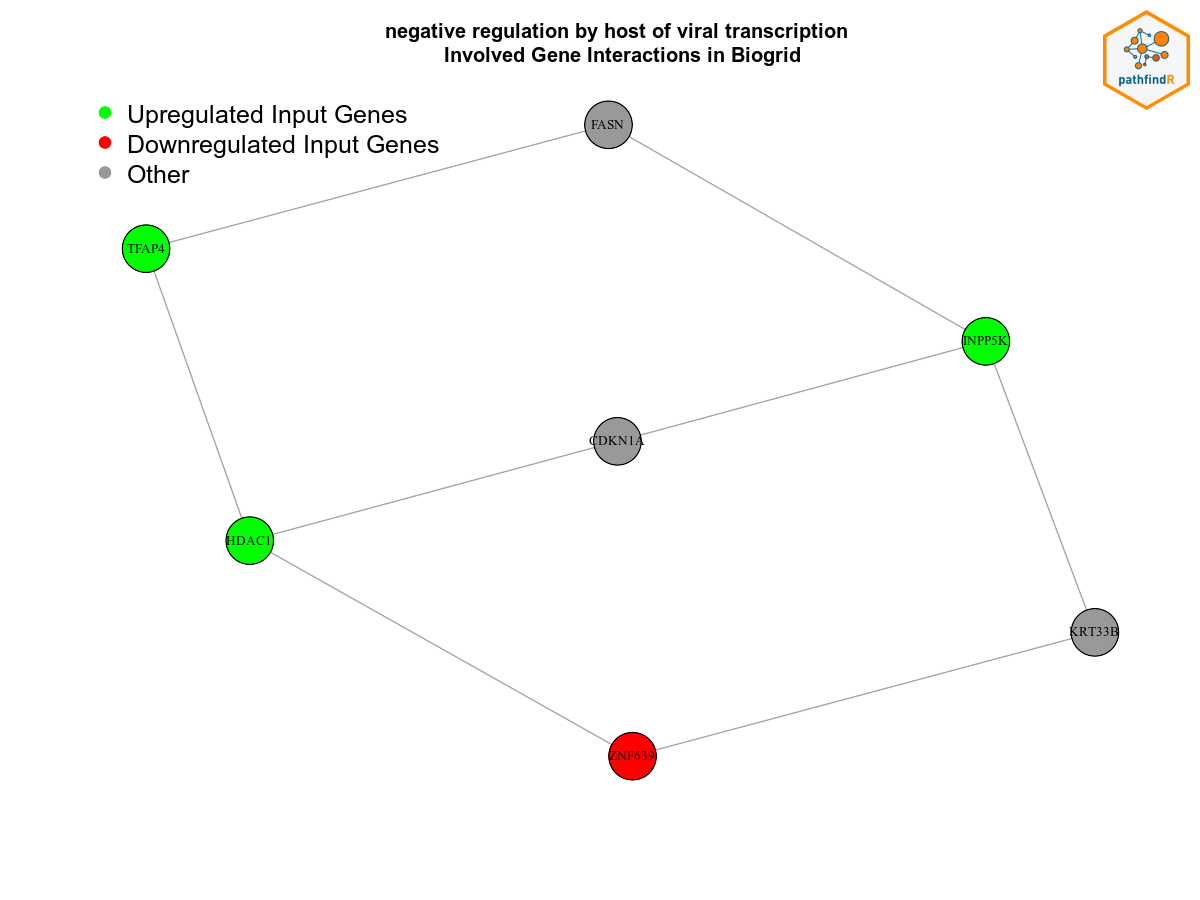 negative regulation by host of viral transcription
Involved Gene Interactions in Biogrid
pathfindR
Upregulated Input Genes
Downregulated Input Genes
Other
FASN
TFAP4
INPP5K
CDKN1A
HDAC1
KRT33B
ZNF639